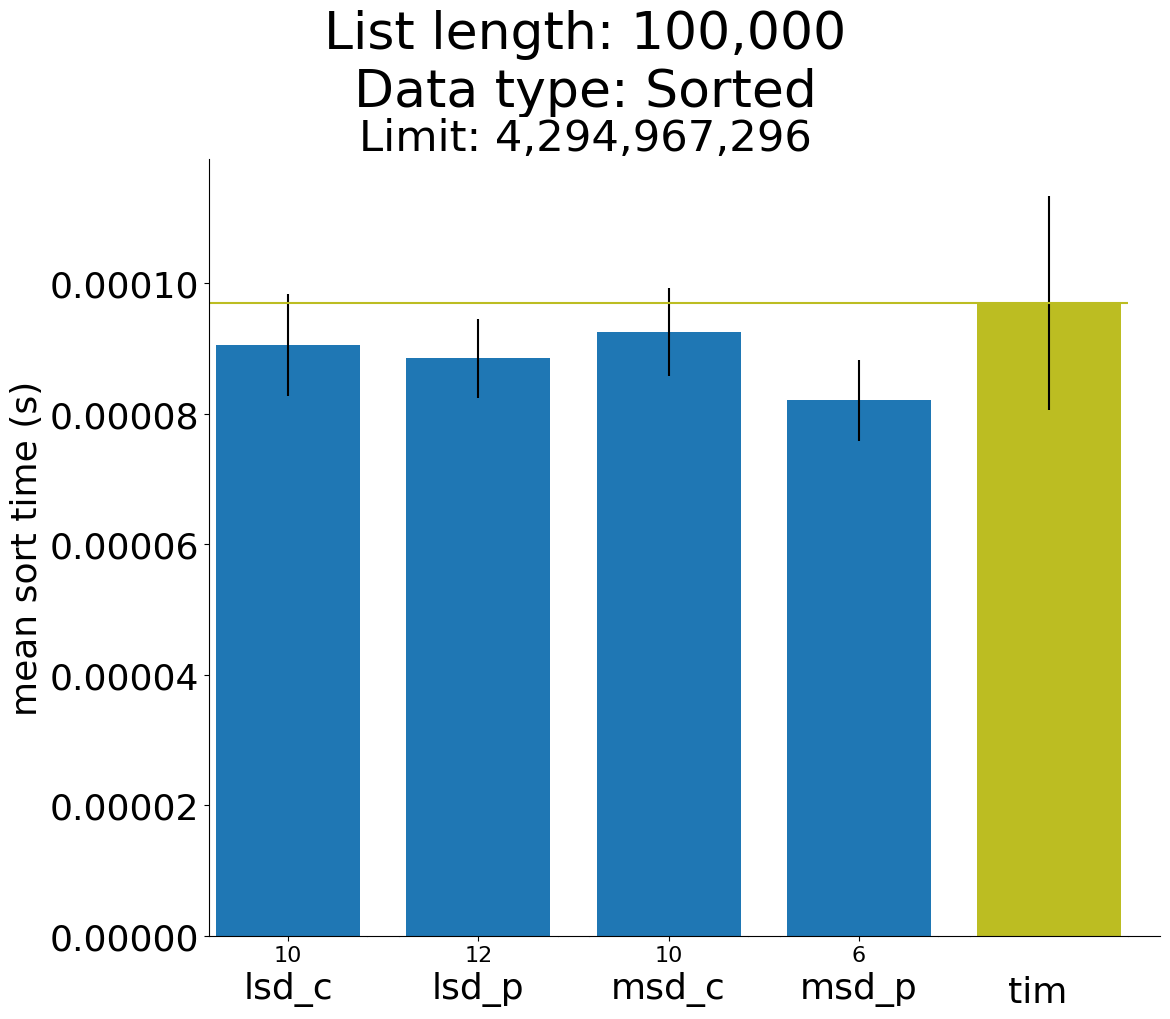 List length: 100,000
Data type: Sorted
Limit: 4,294,967,296
mean sort time (s)
0.00010
0.00008
0.00006
0.00004
0.00002
0.00000
10 12 10 6
lsd_c lsd_p msd_c msd_p tim